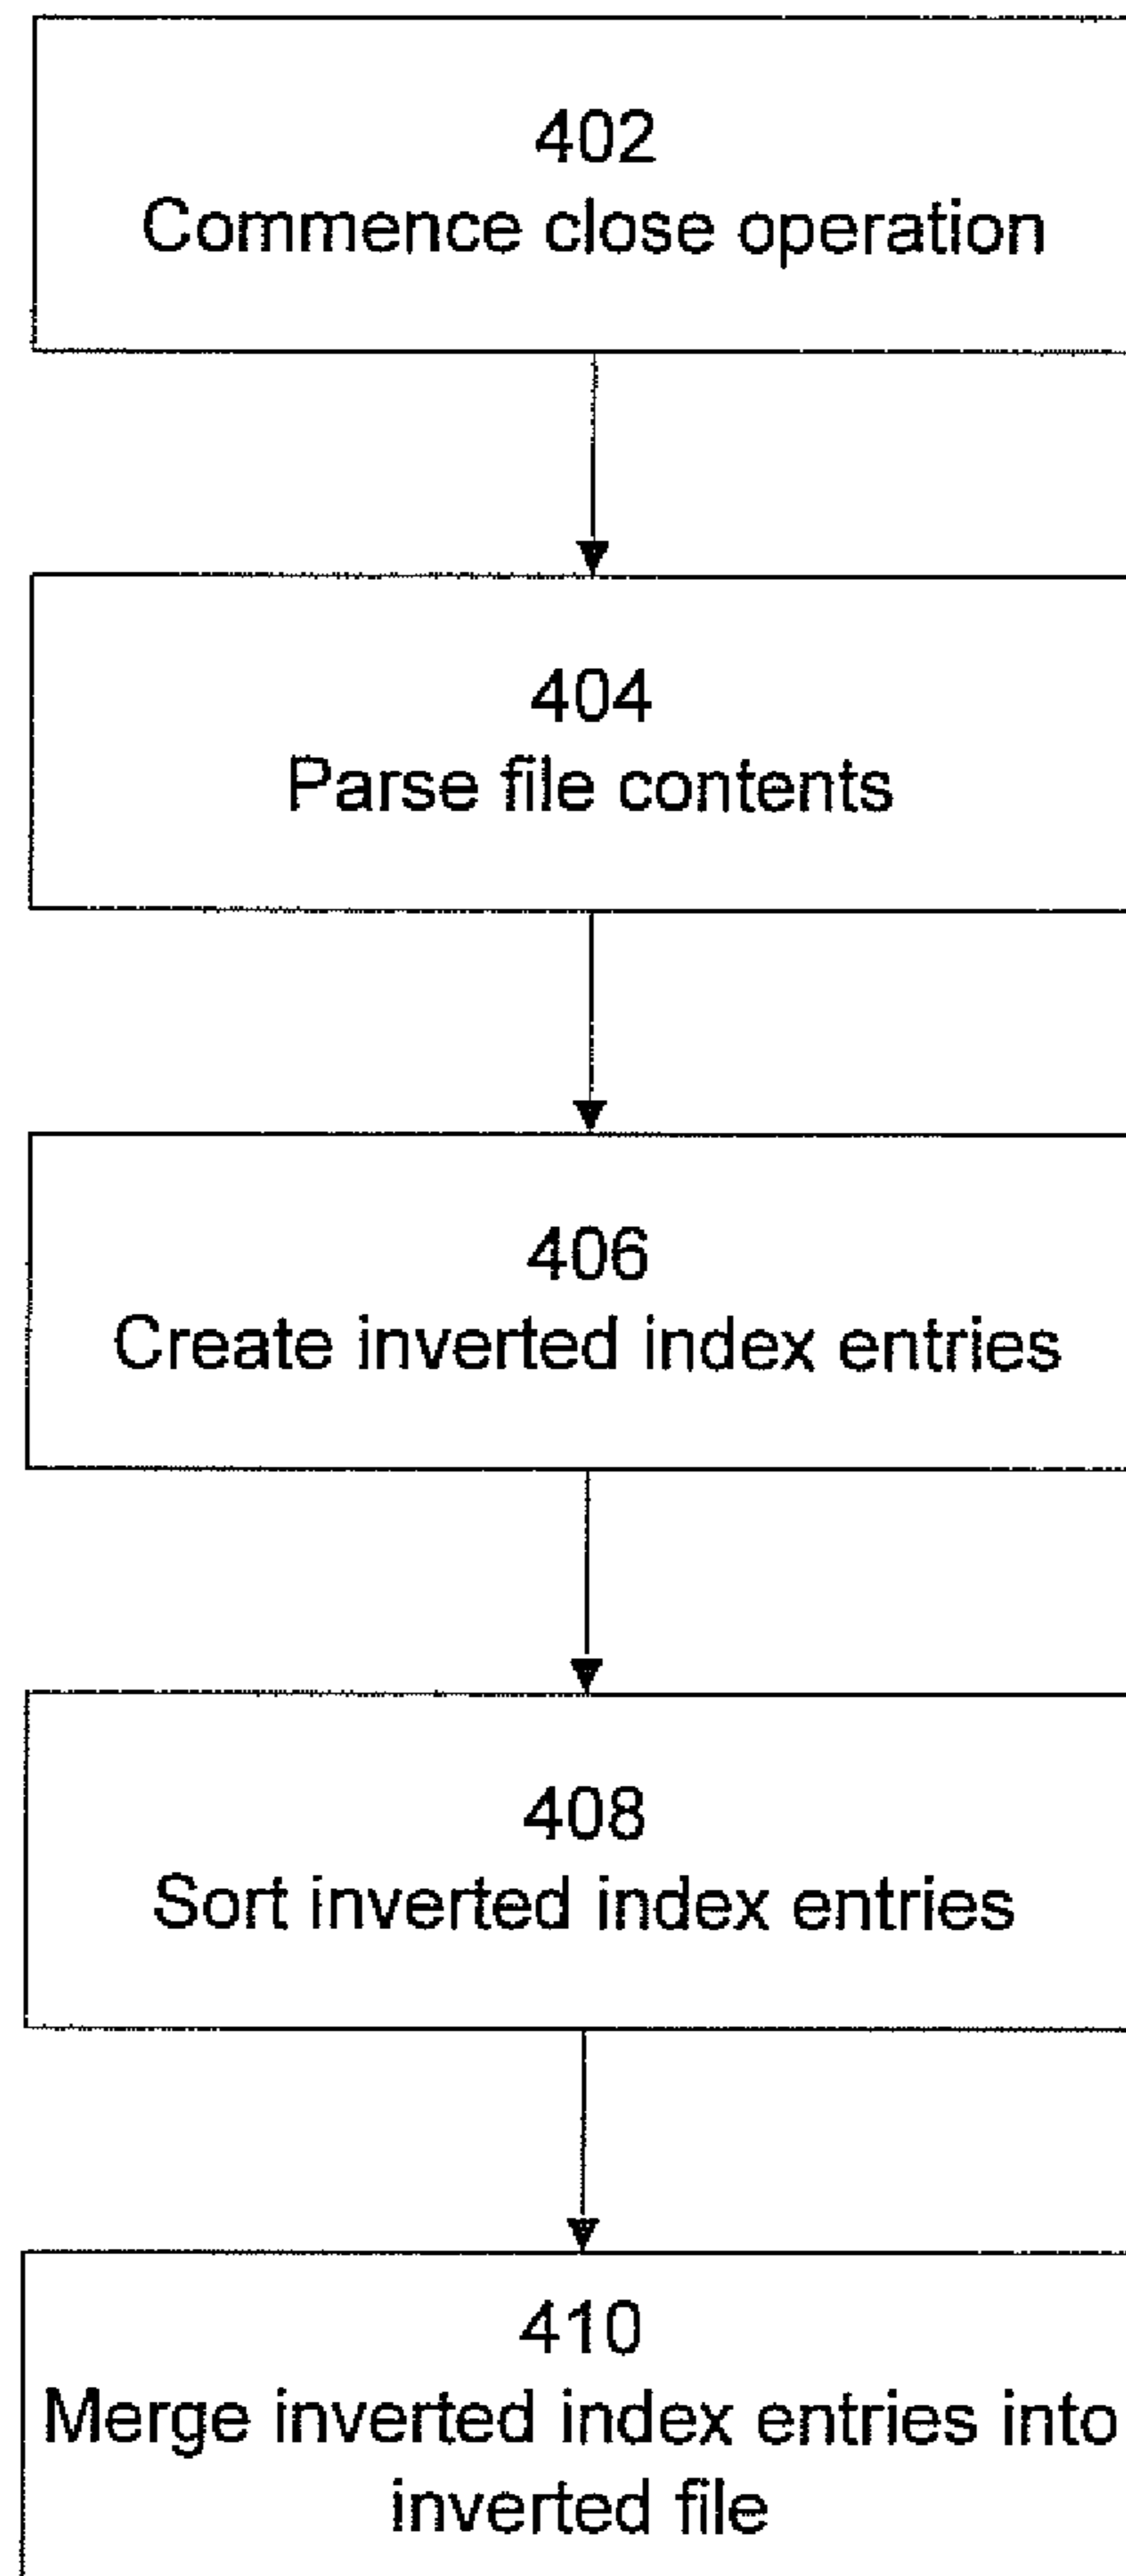 402
Commence close operation
404
Parse file contents
406
Create inverted index entries
408
Sort inverted index entries
410
Merge inverted index entries into
inverted file